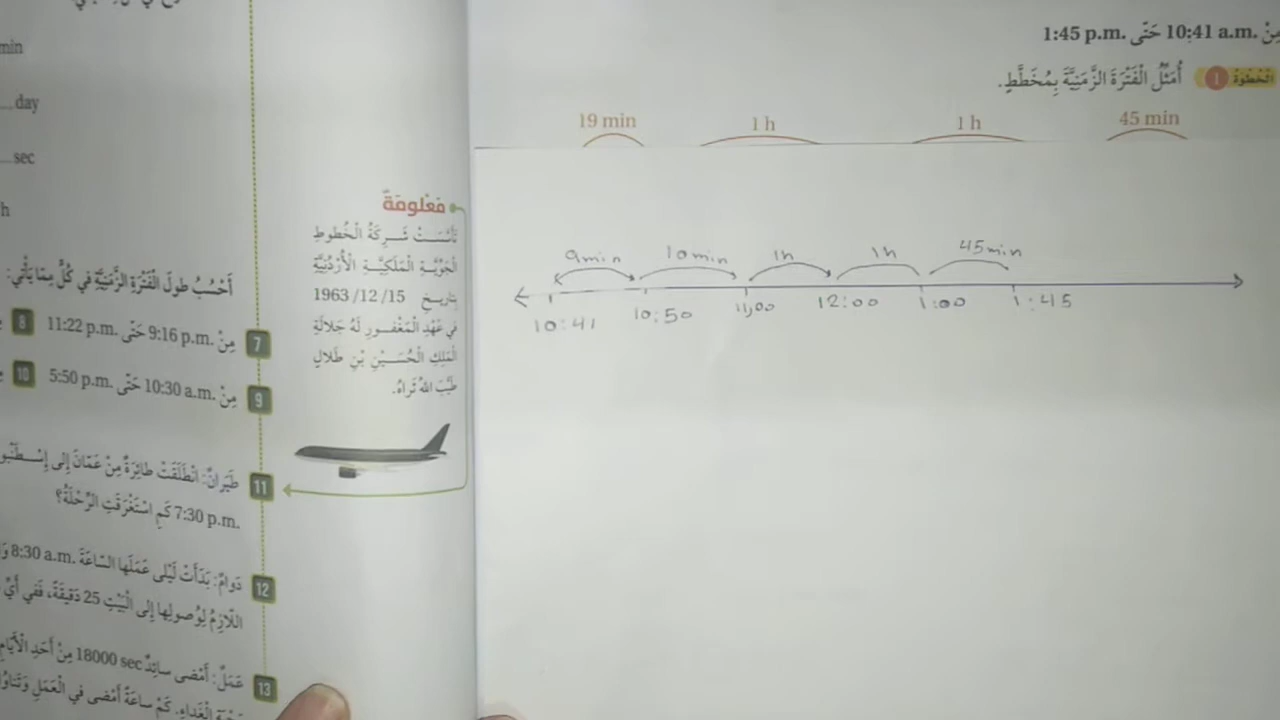 مِنْ 10:41 a.m. حَتّى 1:45 p.m.
الخطوة 1 أُمَثِّلُ الْفَتْرَةَ الزَّمَنِيَّةَ بِمُخَطَّطٍ.
19 min 1 h 1 h 45 min
9min 10min 1h 1h 45min
10:41 10:50 11:00 12:00 1:00 1:45
مَعْلومَةٌ
تَأَسَّسَتْ شَرِكَةُ الْخُطوطِ
الْجَوِّيَّةِ الْمَلَكِيَّةِ الْأُرْدُنِيَّةِ
بِتاريخِ 15/12/1963
في عَهْدِ الْمَغْفورِ لَهُ جَلالَةِ
الْمَلِكِ الْحُسَيْنِ بْنِ طَلالٍ
طَيَّبَ اللهُ ثَراهُ.
min
... day
... sec
h
أَحْسُبُ طولَ الْفَتْرَةِ الزَّمَنِيَّةِ في كُلٍّ مِمّا يَأْتي:
7 مِنْ 9:16 p.m. حَتّى 11:22 p.m. 8
9 مِنْ 10:30 a.m. حَتّى 5:50 p.m. 10
11 طَيَرانٌ: انْطَلَقَتْ طائِرَةٌ مِنْ عَمّانَ إِلى
7:30 p.m. كَمِ اسْتَغْرَقَتِ الرِّحْلَةُ؟
12 دَوامٌ: بَدَأَتْ لَيْلى عَمَلَها السّاعَةَ 8:30 a.m.
اللّازِمُ لِوُصولِها إِلى الْبَيْتِ 25 دَقيقَةً، فَفي أَيِّ
13 عَمَلٌ: أَمْضى سائِدٌ 18000 sec مِنْ أَحَدِ الْأَيّامِ
الْغَداءِ. كَمْ ساعَةً أَمْضى في الْعَمَلِ